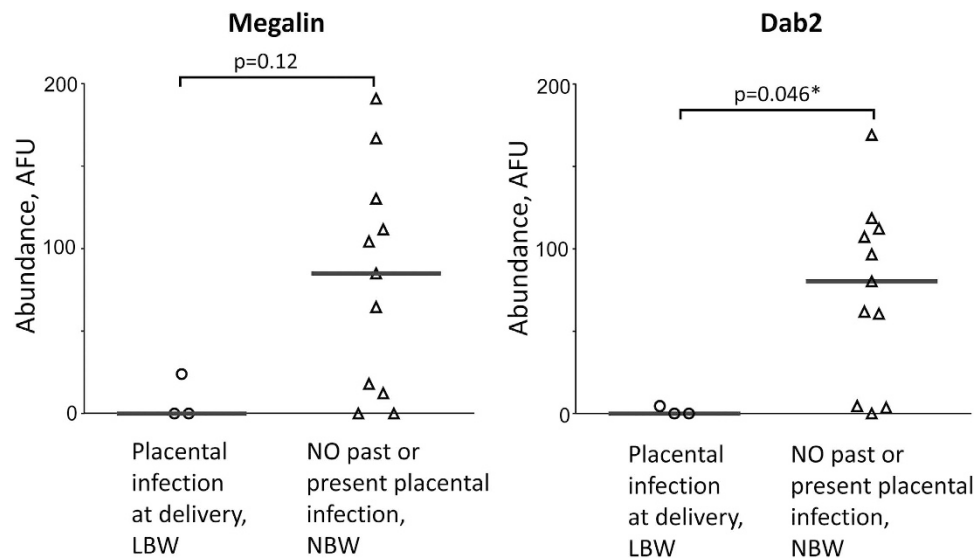 Megalin
p=0.12
200
100
0
Abundance, AFU
Placental
infection
at delivery,
LBW
NO past or
present placental
infection,
NBW
Dab2
p=0.046*
200
100
0
Abundance, AFU
Placental
infection
at delivery,
LBW
NO past or
present placental
infection,
NBW